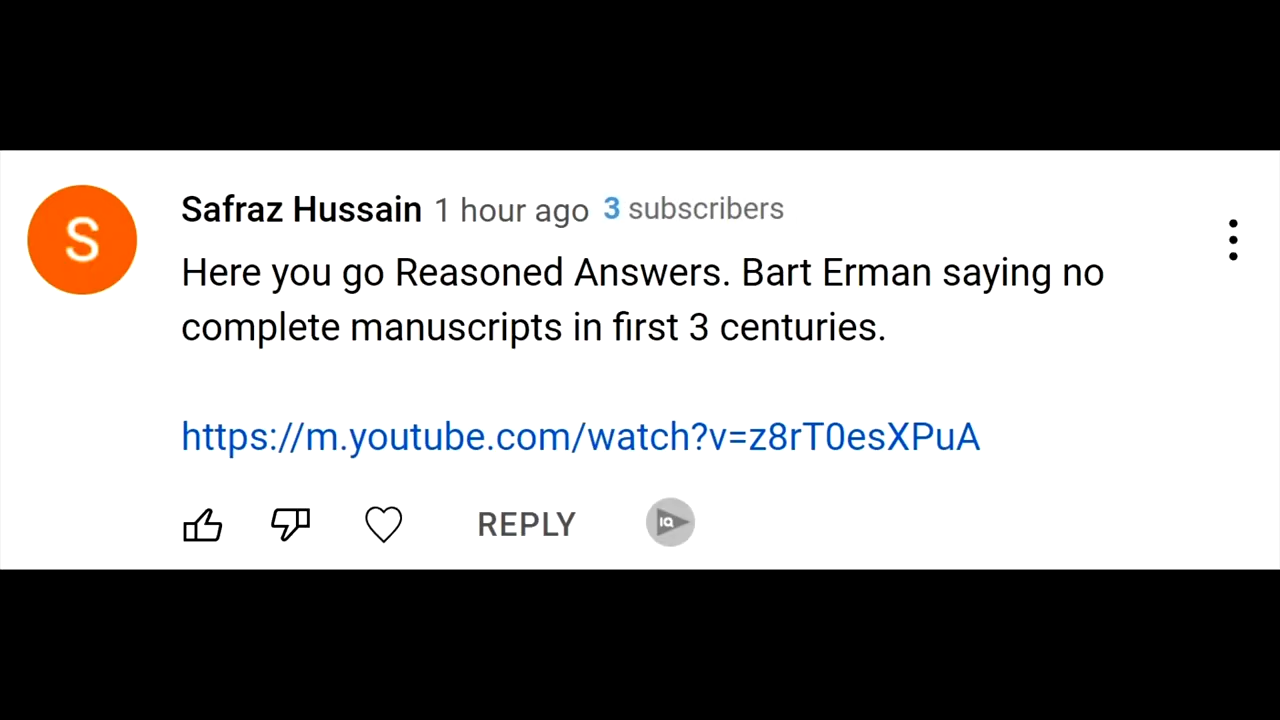 S
Safraz Hussain 1 hour ago 3 subscribers
Here you go Reasoned Answers. Bart Erman saying no
complete manuscripts in first 3 centuries.
https://m.youtube.com/watch?v=z8rT0esXPuA
REPLY
IQ